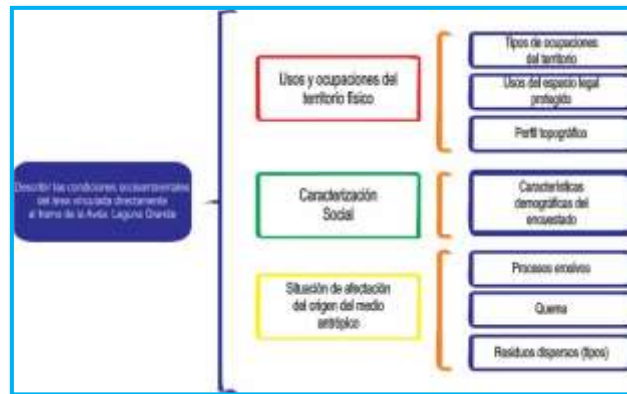 Describir las condiciones socioambientales
del área vinculada directamente
al tramo de la Avda. Laguna Grande
Usos y ocupaciones del
territorio físico
Tipos de ocupaciones
del territorio
Usos del espacio legal
protegido
Perfil topográfico
Caracterización
Social
Características
demográficas del
encuestado
Situación de afectación
del origen del medio
antrópico
Procesos erosivos
Quema
Residuos dispersos (tipos)